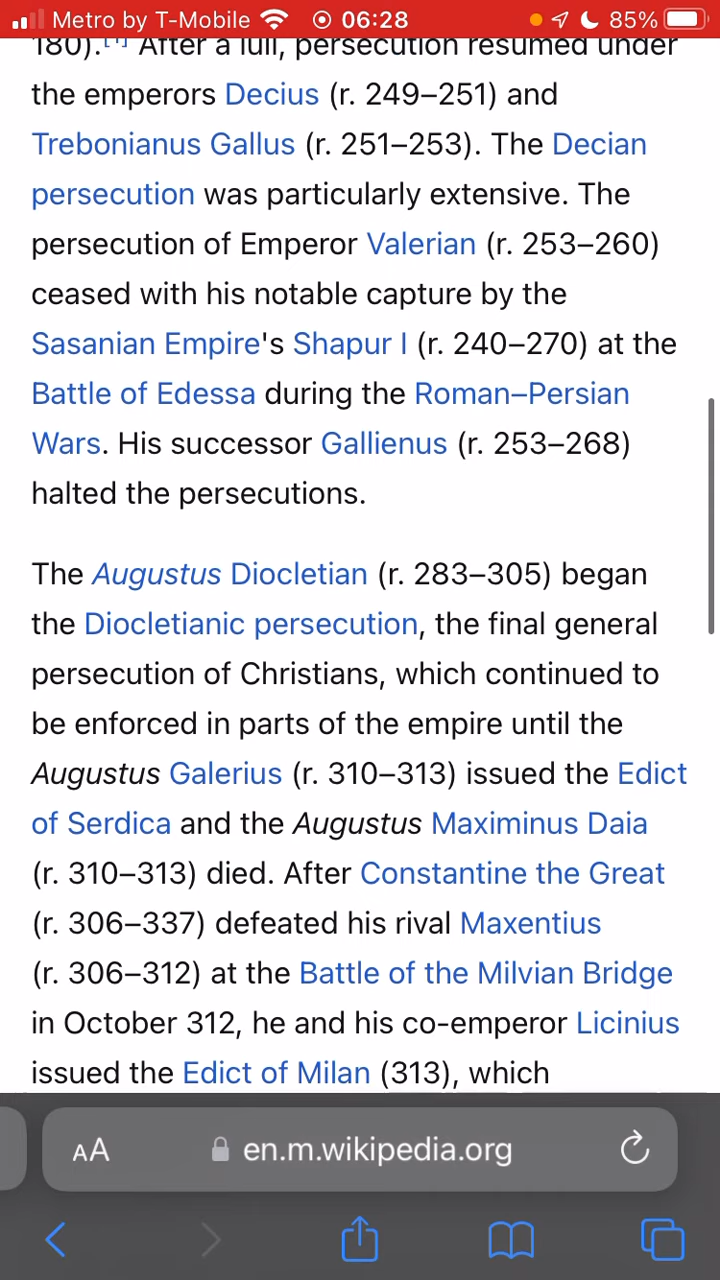 Metro by T-Mobile 06:28 85%
180).[1] After a lull, persecution resumed under
the emperors Decius (r. 249–251) and
Trebonianus Gallus (r. 251–253). The Decian
persecution was particularly extensive. The
persecution of Emperor Valerian (r. 253–260)
ceased with his notable capture by the
Sasanian Empire's Shapur I (r. 240–270) at the
Battle of Edessa during the Roman–Persian
Wars. His successor Gallienus (r. 253–268)
halted the persecutions.
The Augustus Diocletian (r. 283–305) began
the Diocletianic persecution, the final general
persecution of Christians, which continued to
be enforced in parts of the empire until the
Augustus Galerius (r. 310–313) issued the Edict
of Serdica and the Augustus Maximinus Daia
(r. 310–313) died. After Constantine the Great
(r. 306–337) defeated his rival Maxentius
(r. 306–312) at the Battle of the Milvian Bridge
in October 312, he and his co-emperor Licinius
issued the Edict of Milan (313), which
AA en.m.wikipedia.org